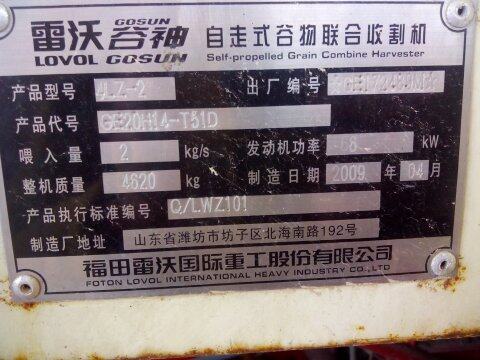 雷沃谷神 自走式谷物联合收割机
GOSUN
LOVOL GOSUN Self-propelled Grain Combine Harvester
产品型号 4LZ-2 出厂编号
产品代号 GE20H14-T51D
喂入量 2 kg/s 发动机功率 68 kW
整机质量 4620 kg 制造日期 2009 年 04 月
产品执行标准编号 Q/LWZ101
制造厂地址 山东省潍坊市坊子区北海南路192号
福田雷沃国际重工股份有限公司
FOTON LOVOL INTERNATIONAL HEAVY INDUSTRY CO., LTD